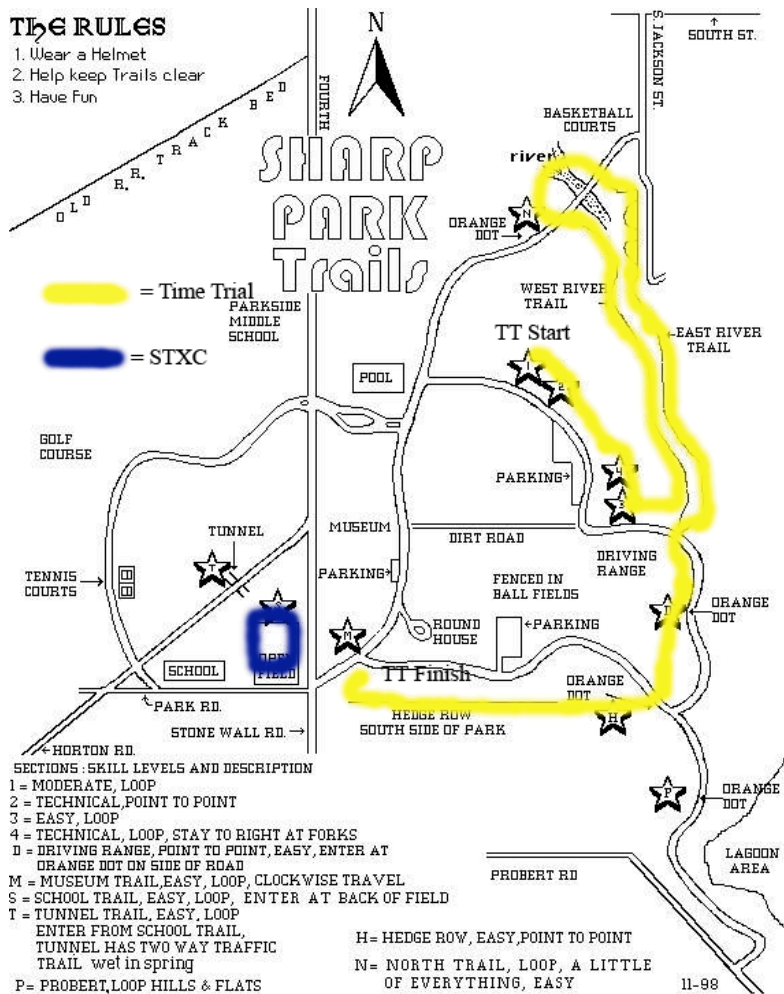 THE RULES
1. Wear a Helmet
2. Help keep Trails clear
3. Have Fun
N
S. JACKSON ST.
SOUTH ST.
FOURTH
OLD R.R. TRACK BED
SHARP
PARK
Trails
BASKETBALL
COURTS
river
N
ORANGE
DOT
= Time Trial
WEST RIVER
TRAIL
PARKSIDE
MIDDLE
SCHOOL
TT Start
EAST RIVER
TRAIL
= STXC
1
2
POOL
GOLF
COURSE
4
PARKING
3
TUNNEL
MUSEUM
DIRT ROAD
DRIVING
RANGE
T
TENNIS
COURTS
PARKING
FENCED IN
BALL FIELDS
S
D
ORANGE
DOT
M
ROUND
HOUSE
PARKING
SCHOOL
OPEN
FIELD
TT Finish
ORANGE
DOT
PARK RD.
H
HEDGE ROW
SOUTH SIDE OF PARK
STONE WALL RD.
HORTON RD.
P
ORANGE
DOT
LAGOON
AREA
PROBERT RD
SECTIONS: SKILL LEVELS AND DESCRIPTION
1 = MODERATE, LOOP
2 = TECHNICAL, POINT TO POINT
3 = EASY, LOOP
4 = TECHNICAL, LOOP, STAY TO RIGHT AT FORKS
D = DRIVING RANGE, POINT TO POINT, EASY, ENTER AT
ORANGE DOT ON SIDE OF ROAD
M = MUSEUM TRAIL, EASY, LOOP, CLOCKWISE TRAVEL
S = SCHOOL TRAIL, EASY, LOOP, ENTER AT BACK OF FIELD
T = TUNNEL TRAIL, EASY, LOOP
ENTER FROM SCHOOL TRAIL,
TUNNEL HAS TWO WAY TRAFFIC
TRAIL wet in spring
P= PROBERT, LOOP HILLS & FLATS
H= HEDGE ROW, EASY, POINT TO POINT
N= NORTH TRAIL, LOOP, A LITTLE
OF EVERYTHING, EASY
11-98